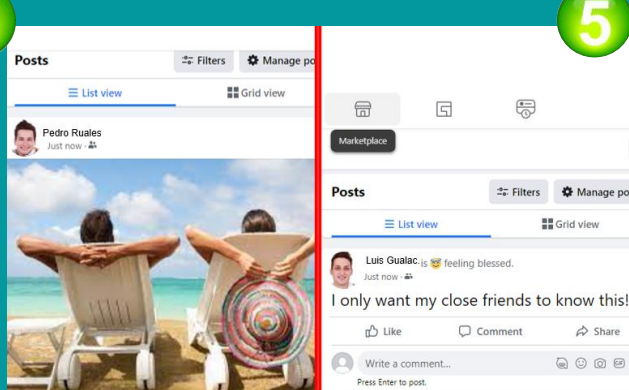 Posts
Filters
Manage po
List view
Grid view
Pedro Ruales
Just now
5
Marketplace
Posts
Filters
Manage po
List view
Grid view
Luis Gualac. is feeling blessed.
Just now
I only want my close friends to know this!
Like
Comment
Share
Write a comment...
GIF
Press Enter to post.